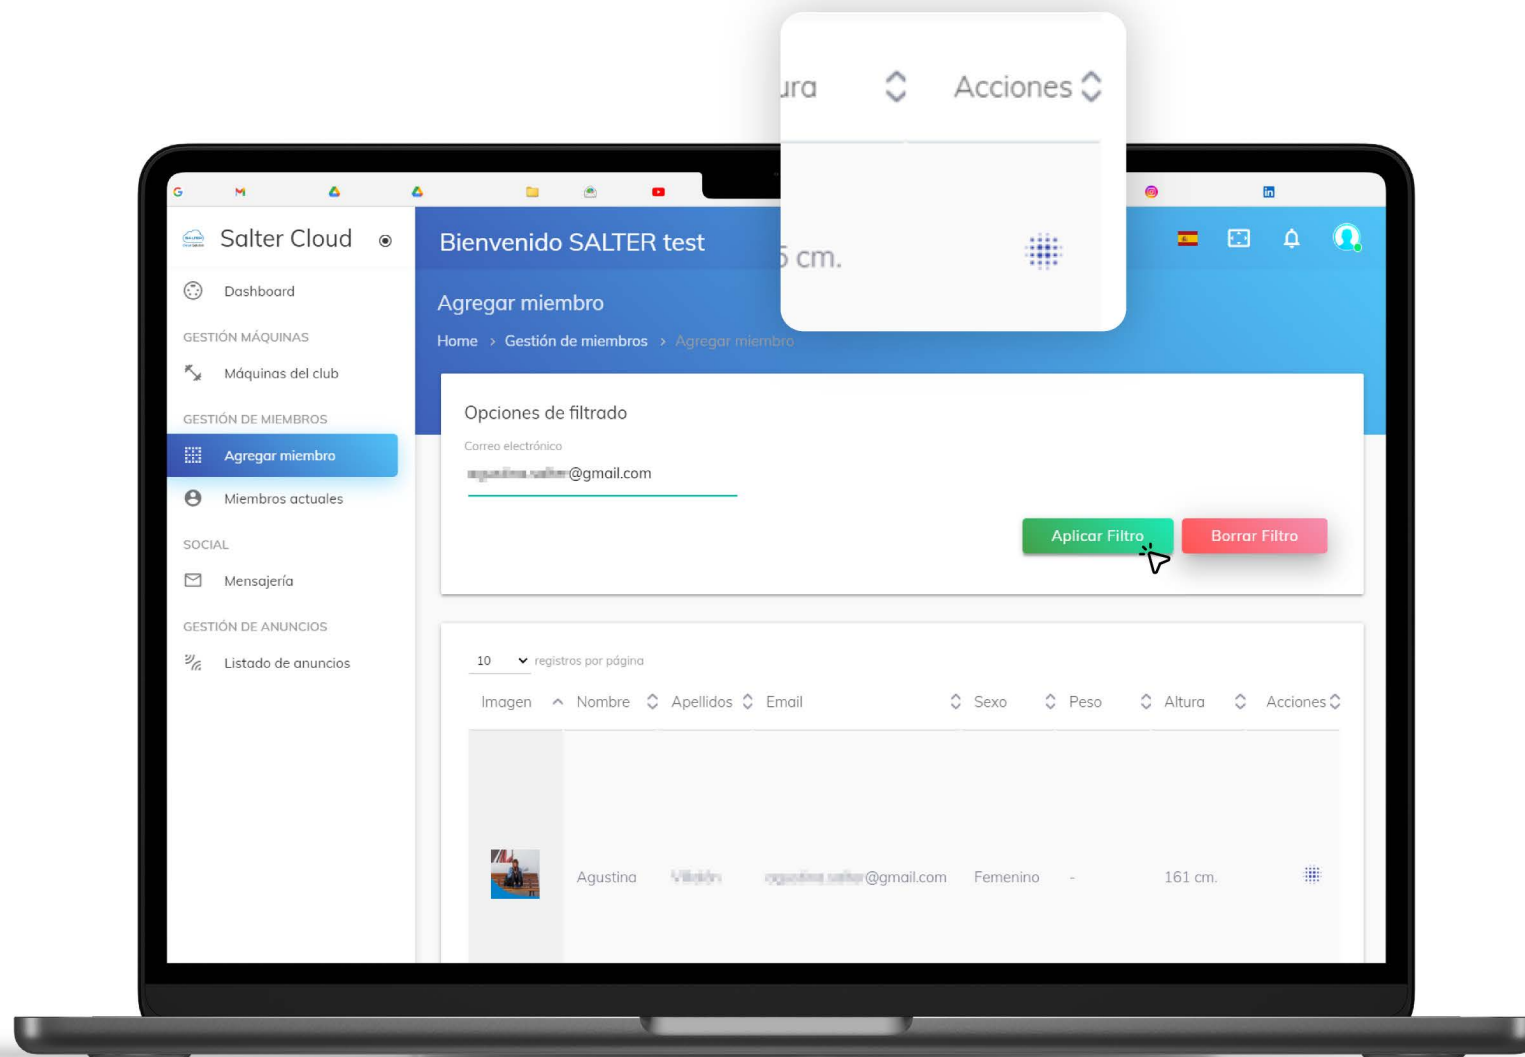 ura Acciones
5 cm.
Salter Cloud
Bienvenido SALTER test
Dashboard
Agregar miembro
GESTIÓN MÁQUINAS
Home > Gestión de miembros > Agregar miembro
Máquinas del club
GESTIÓN DE MIEMBROS
Agregar miembro
Miembros actuales
SOCIAL
Mensajería
GESTIÓN DE ANUNCIOS
Listado de anuncios
Opciones de filtrado
Correo electrónico
@gmail.com
Aplicar Filtro Borrar Filtro
10 registros por página
Imagen Nombre Apellidos Email Sexo Peso Altura Acciones
Agustina @gmail.com Femenino - 161 cm.